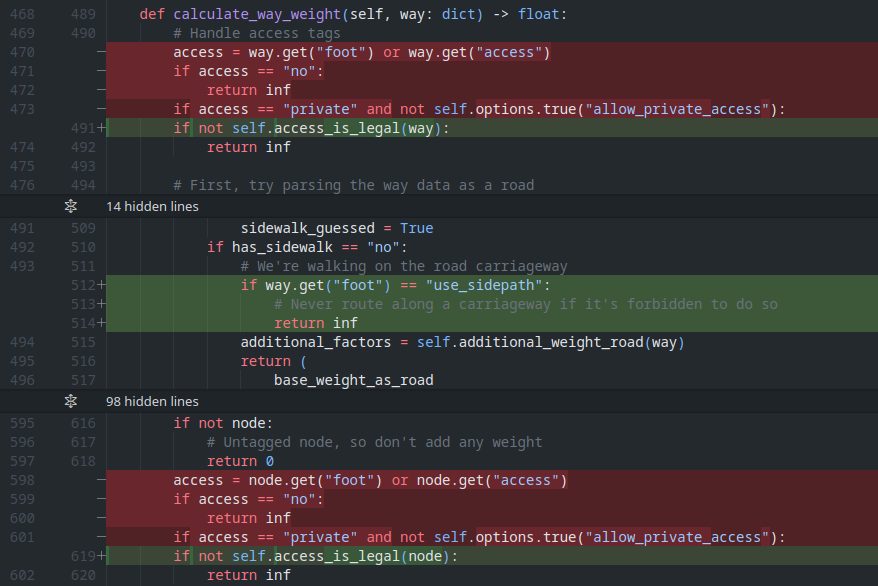 468 489 def calculate_way_weight(self, way: dict) -> float:
469 490 # Handle access tags
470 − access = way.get("foot") or way.get("access")
471 − if access == "no":
472 − return inf
473 − if access == "private" and not self.options.true("allow_private_access"):
491+ if not self.access_is_legal(way):
474 492 return inf
475 493
476 494 # First, try parsing the way data as a road
14 hidden lines
491 509 sidewalk_guessed = True
492 510 if has_sidewalk == "no":
493 511 # We're walking on the road carriageway
512+ if way.get("foot") == "use_sidepath":
513+ # Never route along a carriageway if it's forbidden to do so
514+ return inf
494 515 additional_factors = self.additional_weight_road(way)
495 516 return (
496 517 base_weight_as_road
98 hidden lines
595 616 if not node:
596 617 # Untagged node, so don't add any weight
597 618 return 0
598 − access = node.get("foot") or node.get("access")
599 − if access == "no":
600 − return inf
601 − if access == "private" and not self.options.true("allow_private_access"):
619+ if not self.access_is_legal(node):
602 620 return inf